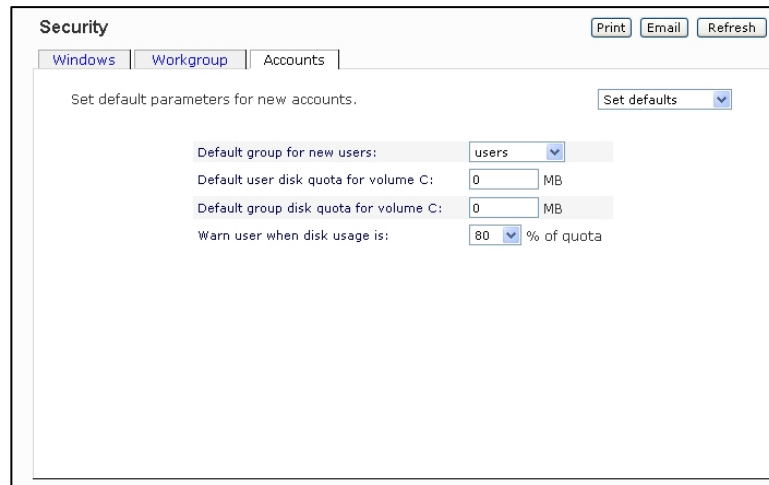 Security
Print Email Refresh
Windows Workgroup Accounts
Set default parameters for new accounts. Set defaults
Default group for new users: users
Default user disk quota for volume C: 0 MB
Default group disk quota for volume C: 0 MB
Warn user when disk usage is: 80 % of quota